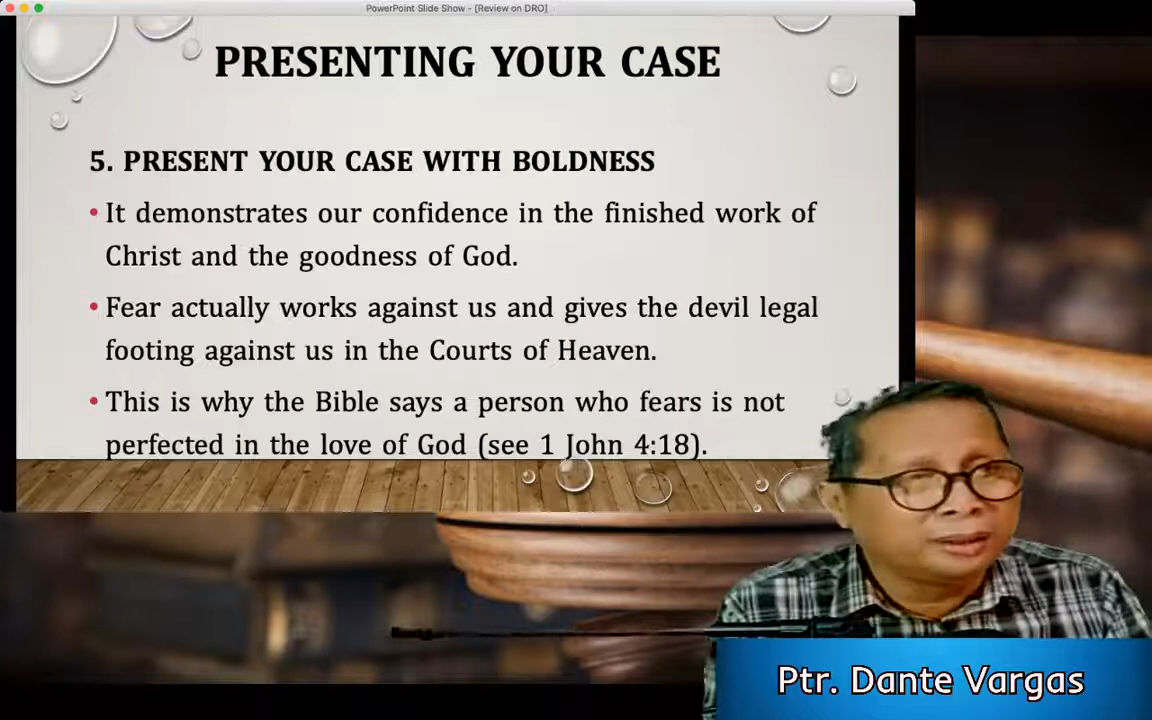 PowerPoint Slide Show - [Review on DRO]
PRESENTING YOUR CASE
5. PRESENT YOUR CASE WITH BOLDNESS
• It demonstrates our confidence in the finished work of
Christ and the goodness of God.
• Fear actually works against us and gives the devil legal
footing against us in the Courts of Heaven.
• This is why the Bible says a person who fears is not
perfected in the love of God (see 1 John 4:18).
Ptr. Dante Vargas